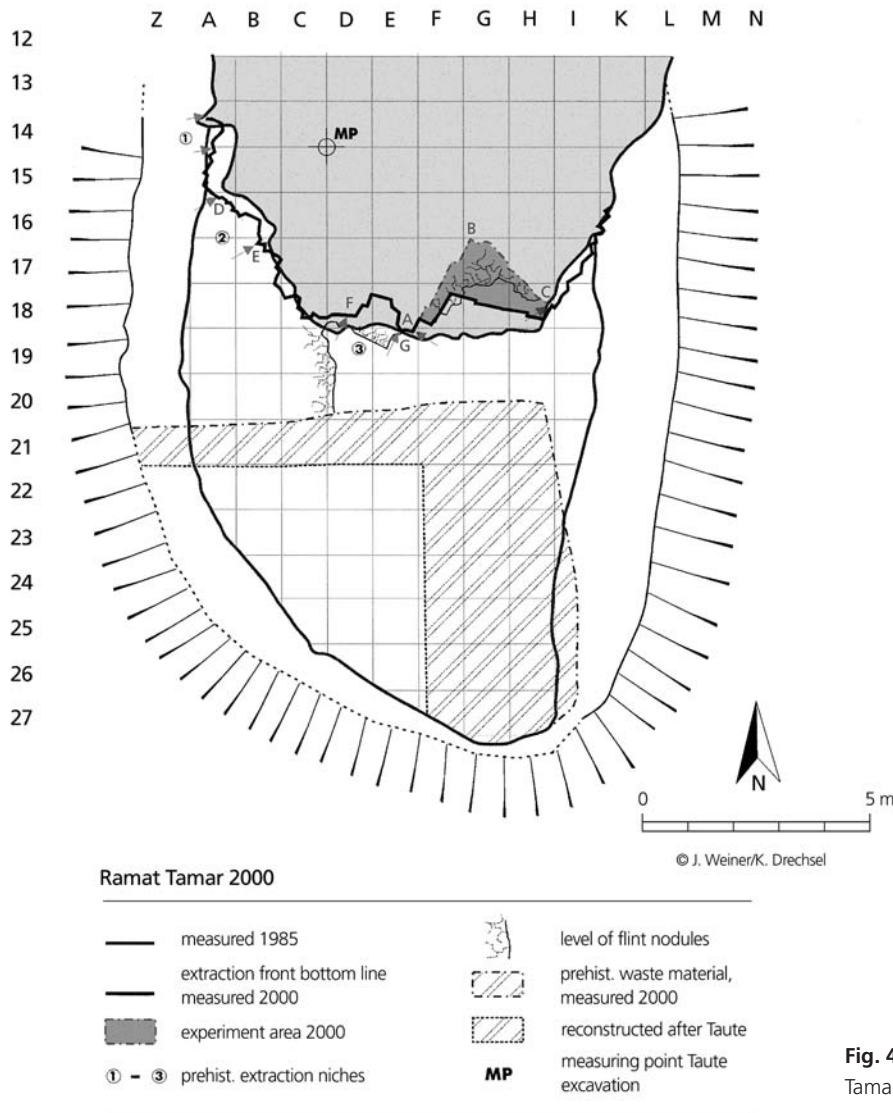 Z A B C D E F G H I K L M N
12
13
14
15
16
17
18
19
20
21
22
23
24
25
26
27
MP
1
D
2
E
B
F
A
C
3
G
N
0 5 m
© J. Weiner/K. Drechsel
Ramat Tamar 2000
measured 1985
extraction front bottom line
measured 2000
experiment area 2000
① – ③ prehist. extraction niches
level of flint nodules
prehist. waste material,
measured 2000
reconstructed after Taute
MP measuring point Taute
excavation
Fig. 4
Tama